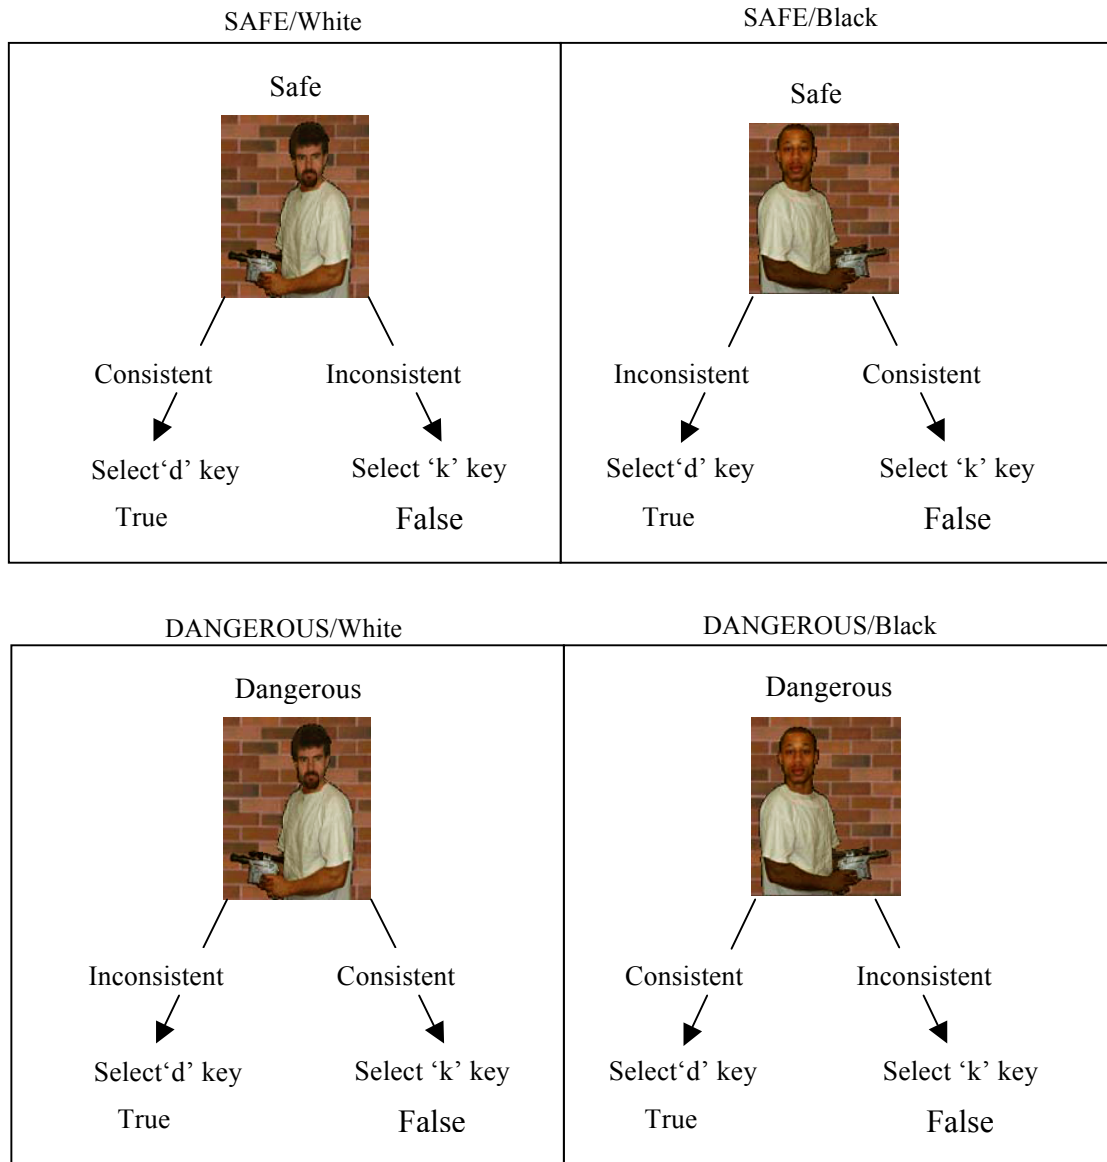 SAFE/White
SAFE/Black
Safe
Safe
Consistent
Inconsistent
Inconsistent
Consistent
Select‘d’ key
Select ‘k’ key
Select‘d’ key
Select ‘k’ key
True
False
True
False
DANGEROUS/White
DANGEROUS/Black
Dangerous
Dangerous
Inconsistent
Consistent
Consistent
Inconsistent
Select‘d’ key
Select ‘k’ key
Select‘d’ key
Select ‘k’ key
True
False
True
False